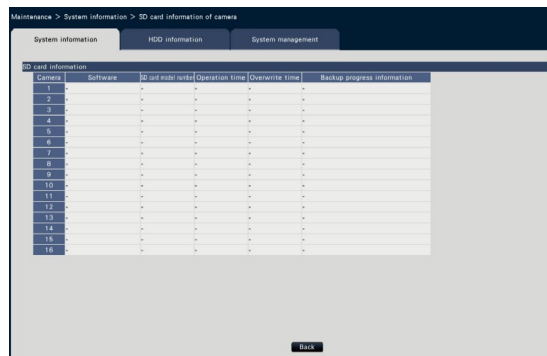 Maintenance > System information > SD card information of camera
System information HDD information System management
SD card information
Camera Software SD card model number Operation time Overwrite time Backup progress information
1 - - - - -
2 - - - - -
3 - - - - -
4 - - - - -
5 - - - - -
6 - - - - -
7 - - - - -
8 - - - - -
9 - - - - -
10 - - - - -
11 - - - - -
12 - - - - -
13 - - - - -
14 - - - - -
15 - - - - -
16 - - - - -
Back